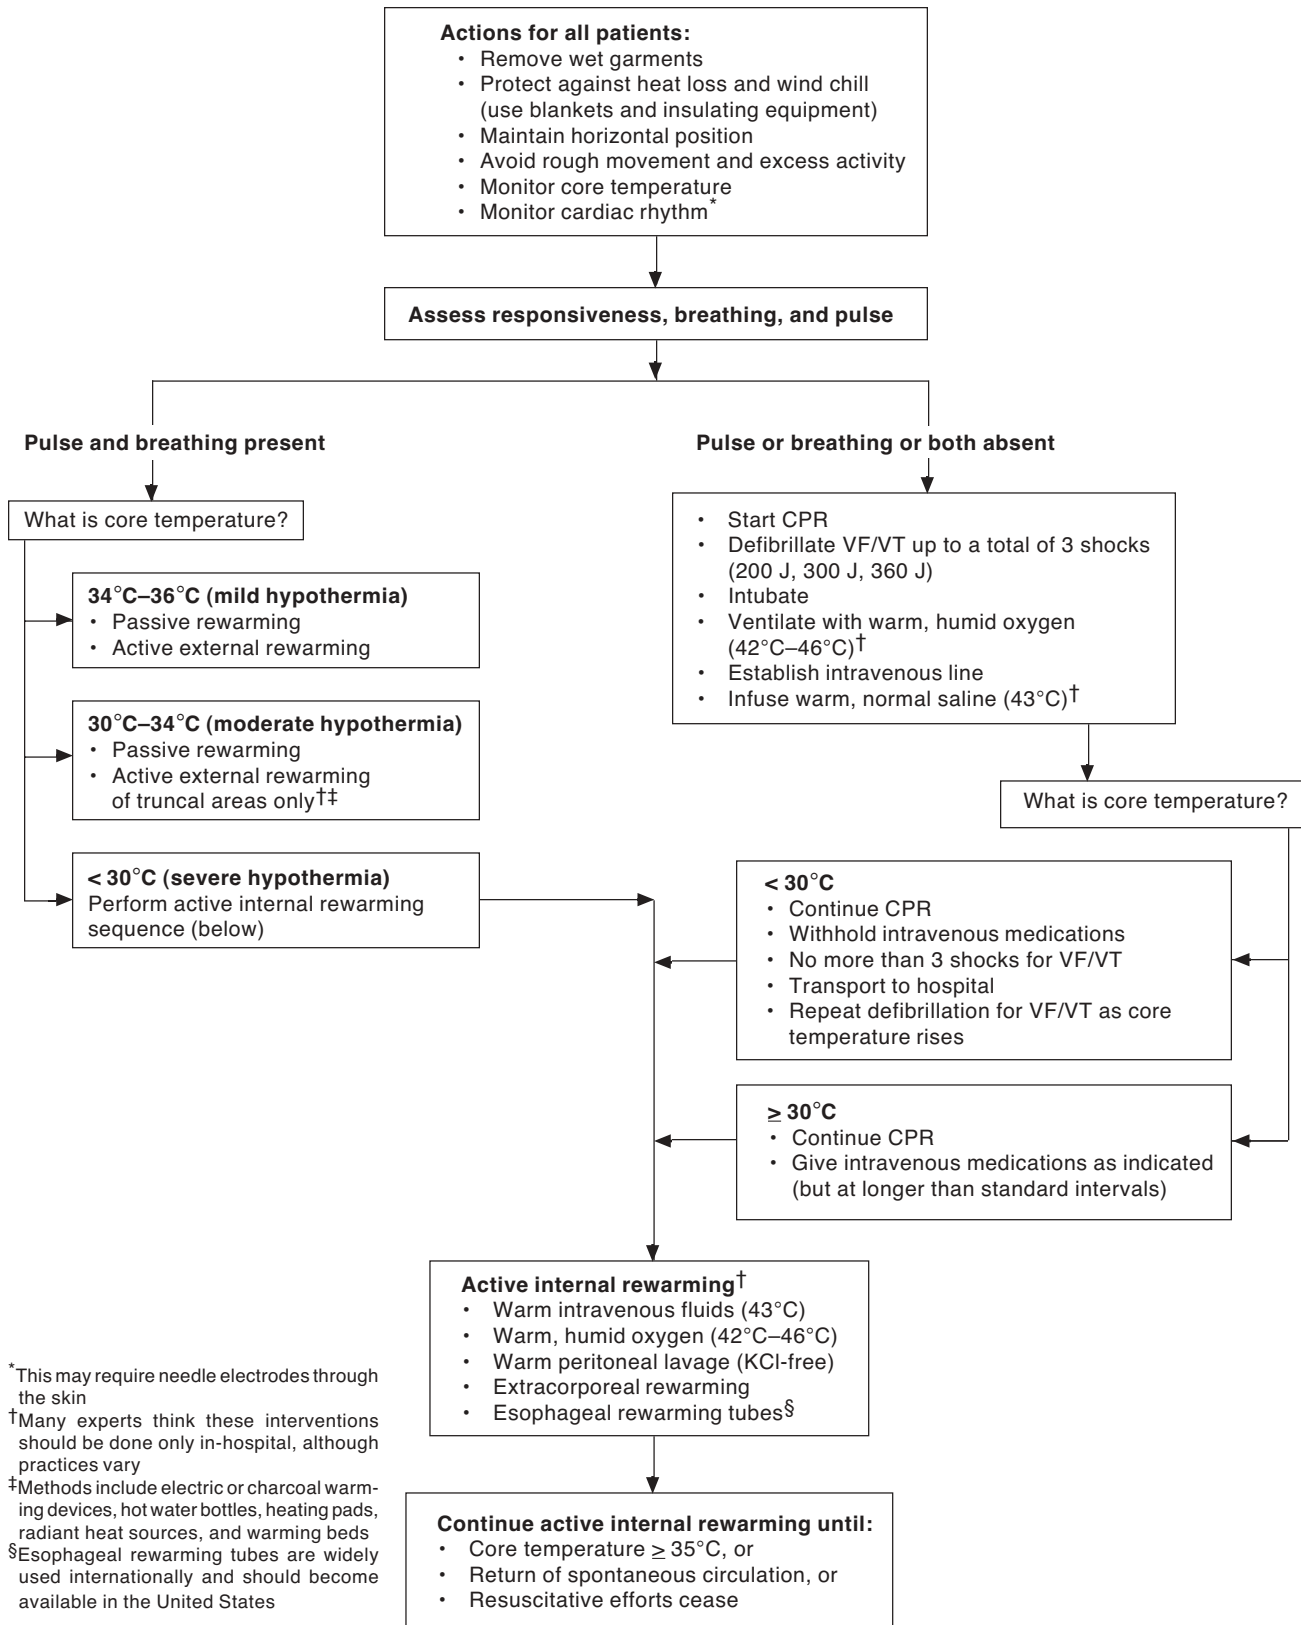 Actions for all patients:
• Remove wet garments
• Protect against heat loss and wind chill
(use blankets and insulating equipment)
• Maintain horizontal position
• Avoid rough movement and excess activity
• Monitor core temperature
• Monitor cardiac rhythm*
Assess responsiveness, breathing, and pulse
Pulse and breathing present
What is core temperature?
34°C–36°C (mild hypothermia)
• Passive rewarming
• Active external rewarming
30°C–34°C (moderate hypothermia)
• Passive rewarming
• Active external rewarming
of truncal areas only†‡
< 30°C (severe hypothermia)
Perform active internal rewarming
sequence (below)
Pulse or breathing or both absent
• Start CPR
• Defibrillate VF/VT up to a total of 3 shocks
(200 J, 300 J, 360 J)
• Intubate
• Ventilate with warm, humid oxygen
(42°C–46°C)†
• Establish intravenous line
• Infuse warm, normal saline (43°C)†
What is core temperature?
< 30°C
• Continue CPR
• Withhold intravenous medications
• No more than 3 shocks for VF/VT
• Transport to hospital
• Repeat defibrillation for VF/VT as core
temperature rises
≥ 30°C
• Continue CPR
• Give intravenous medications as indicated
(but at longer than standard intervals)
Active internal rewarming†
• Warm intravenous fluids (43°C)
• Warm, humid oxygen (42°C–46°C)
• Warm peritoneal lavage (KCl-free)
• Extracorporeal rewarming
• Esophageal rewarming tubes§
Continue active internal rewarming until:
• Core temperature ≥ 35°C, or
• Return of spontaneous circulation, or
• Resuscitative efforts cease
*This may require needle electrodes through
the skin
†Many experts think these interventions
should be done only in-hospital, although
practices vary
‡Methods include electric or charcoal warm-
ing devices, hot water bottles, heating pads,
radiant heat sources, and warming beds
§Esophageal rewarming tubes are widely
used internationally and should become
available in the United States